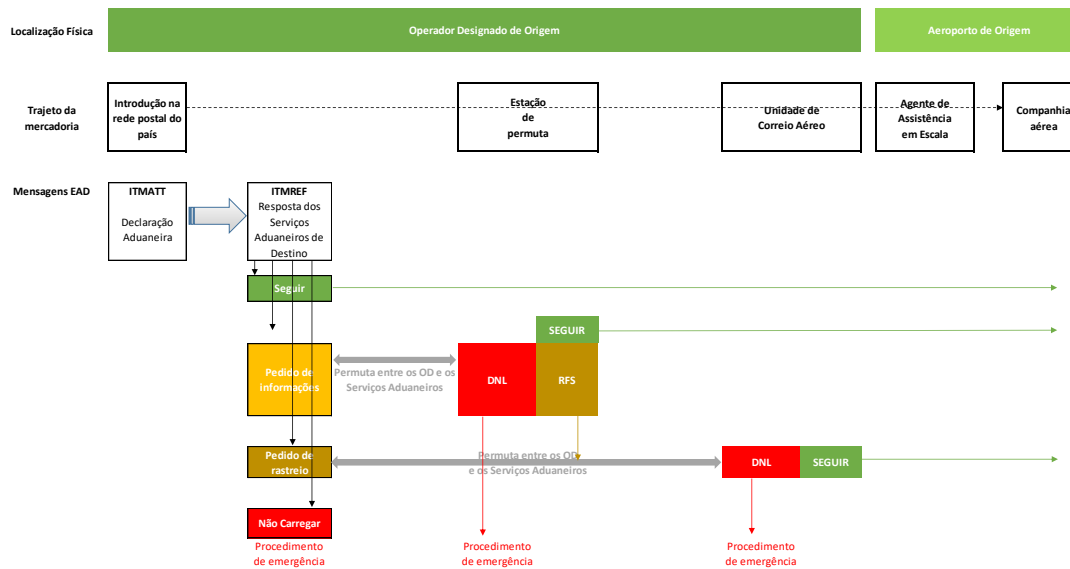 Localização Física
Operador Designado de Origem
Aeroporto de Origem
Trajeto da
mercadoria
Introdução na
rede postal do
país
Estação
de
permuta
Unidade de
Correio Aéreo
Agente de
Assistência
em Escala
Companhia
aérea
Mensagens EAD
ITMATT
Declaração
Aduaneira
ITMREF
Resposta dos
Serviços
Aduaneiros de
Destino
Seguir
SEGUIR
Pedido de
informações
Permuta entre os OD e os
Serviços Aduaneiros
DNL
RFS
Pedido de
rastreio
Permuta entre os OD
e os Serviços Aduaneiros
DNL
SEGUIR
Não Carregar
Procedimento
de emergência
Procedimento
de emergência
Procedimento
de emergência